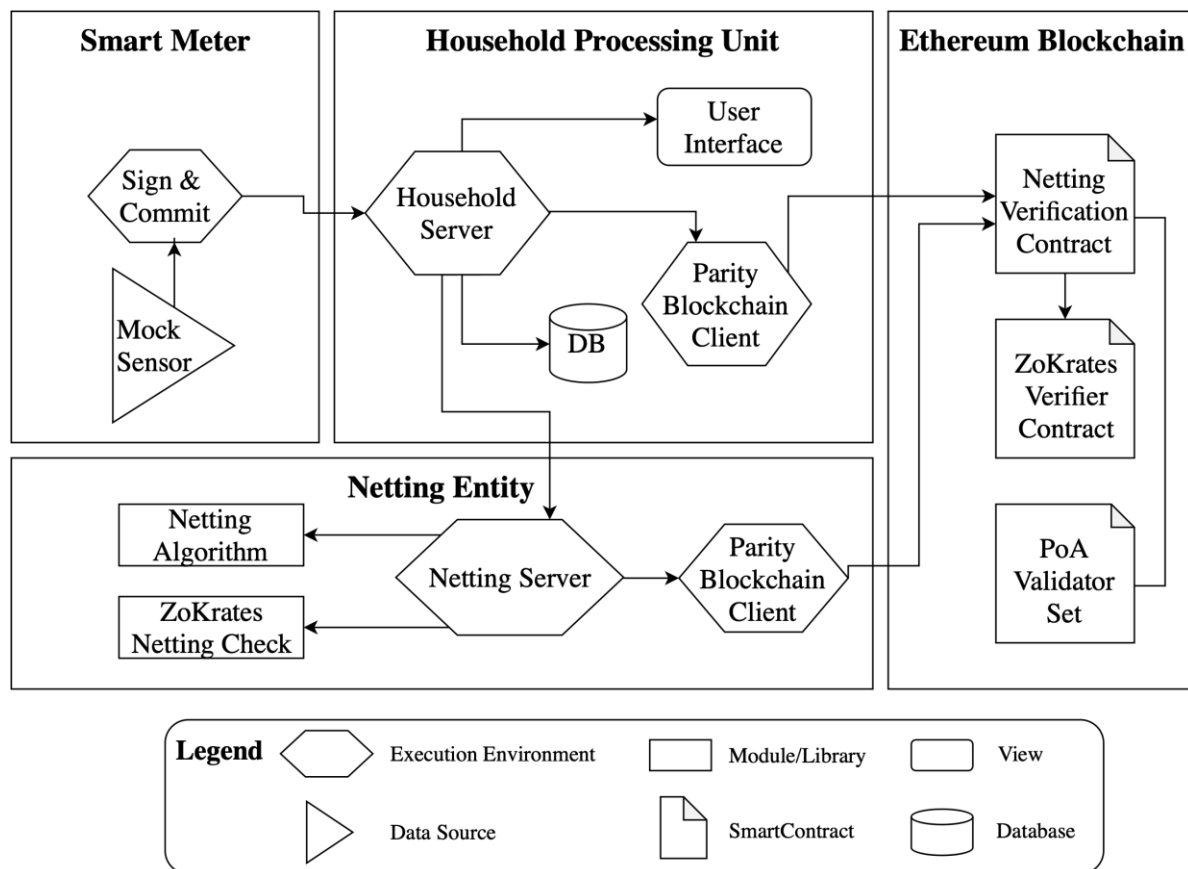 Smart Meter
Sign &
Commit
Mock
Sensor
Household Processing Unit
User
Interface
Household
Server
Parity
Blockchain
Client
DB
Ethereum Blockchain
Netting
Verification
Contract
ZoKrates
Verifier
Contract
PoA
Validator
Set
Netting Entity
Netting
Algorithm
ZoKrates
Netting Check
Netting Server
Parity
Blockchain
Client
Legend
Execution Environment
Module/Library
View
Data Source
SmartContract
Database